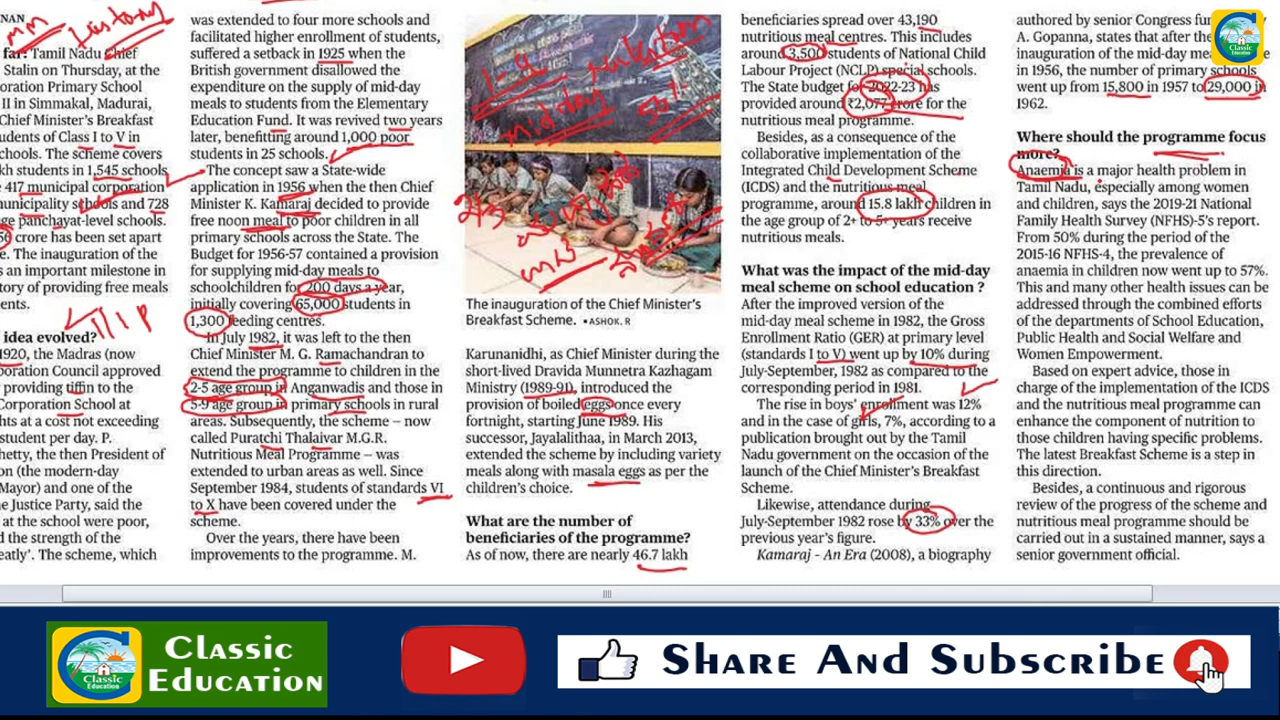 NAN
far: Tamil Nadu Chief
Stalin on Thursday, at the
oration Primary School
II in Simmakal, Madurai,
Chief Minister's Breakfast
udents of Class I to V in
chools. The scheme covers
kh students in 1,545 schools
417 municipal corporation
unicipality schools and 728
ge panchayat-level schools.
56 crore has been set apart
e. The inauguration of the
s an important milestone in
tory of providing free meals
ents.
idea evolved?
1920, the Madras (now
oration Council approved
providing tiffin to the
Corporation School at
hts at a cost not exceeding
student per day. P.
hetty, the then President of
on (the modern-day
Mayor) and one of the
e Justice Party, said the
at the school were poor,
d the strength of the
eatly'. The scheme, which
was extended to four more schools and
facilitated higher enrollment of students,
suffered a setback in 1925 when the
British government disallowed the
expenditure on the supply of mid-day
meals to students from the Elementary
Education Fund. It was revived two years
later, benefitting around 1,000 poor
students in 25 schools.
The concept saw a State-wide
application in 1956 when the then Chief
Minister K. Kamaraj decided to provide
free noon meal to poor children in all
primary schools across the State. The
Budget for 1956-57 contained a provision
for supplying mid-day meals to
schoolchildren for 200 days a year,
initially covering 65,000 students in
1,300 feeding centres.
In July 1982, it was left to the then
Chief Minister M. G. Ramachandran to
extend the programme to children in the
2-5 age group in Anganwadis and those in
5-9 age group in primary schools in rural
areas. Subsequently, the scheme – now
called Puratchi Thalaivar M.G.R.
Nutritious Meal Programme – was
extended to urban areas as well. Since
September 1984, students of standards VI
to X have been covered under the
scheme.
Over the years, there have been
improvements to the programme. M.
1-8
mid day
The inauguration of the Chief Minister's
Breakfast Scheme. •ASHOK. R
Karunanidhi, as Chief Minister during the
short-lived Dravida Munnetra Kazhagam
Ministry (1989-91), introduced the
provision of boiled eggs once every
fortnight, starting June 1989. His
successor, Jayalalithaa, in March 2013,
extended the scheme by including variety
meals along with masala eggs as per the
children's choice.
What are the number of
beneficiaries of the programme?
As of now, there are nearly 46.7 lakh
beneficiaries spread over 43,190
nutritious meal centres. This includes
around 3,500 students of National Child
Labour Project (NCLP) special schools.
The State budget for 2022-23 has
provided around ₹2,077 crore for the
nutritious meal programme.
Besides, as a consequence of the
collaborative implementation of the
Integrated Child Development Scheme
(ICDS) and the nutritious meal
programme, around 15.8 lakh children in
the age group of 2+ to 5+ years receive
nutritious meals.
What was the impact of the mid-day
meal scheme on school education ?
After the improved version of the
mid-day meal scheme in 1982, the Gross
Enrollment Ratio (GER) at primary level
(standards I to V) went up by 10% during
July-September, 1982 as compared to the
corresponding period in 1981.
The rise in boys' enrollment was 12%
and in the case of girls, 7%, according to a
publication brought out by the Tamil
Nadu government on the occasion of the
launch of the Chief Minister's Breakfast
Scheme.
Likewise, attendance during
July-September 1982 rose by 33% over the
previous year's figure.
Kamaraj - An Era (2008), a biography
authored by senior Congress
A. Gopanna, states that after the
inauguration of the mid-day
in 1956, the number of primary schools
went up from 15,800 in 1957 to 29,000 in
1962.
Where should the programme focus
more?
Anaemia is a major health problem in
Tamil Nadu, especially among women
and children, says the 2019-21 National
Family Health Survey (NFHS)-5's report.
From 50% during the period of the
2015-16 NFHS-4, the prevalence of
anaemia in children now went up to 57%.
This and many other health issues can be
addressed through the combined efforts
of the departments of School Education,
Public Health and Social Welfare and
Women Empowerment.
Based on expert advice, those in
charge of the implementation of the ICDS
and the nutritious meal programme can
enhance the component of nutrition to
those children having specific problems.
The latest Breakfast Scheme is a step in
this direction.
Besides, a continuous and rigorous
review of the progress of the scheme and
nutritious meal programme should be
carried out in a sustained manner, says a
senior government official.
Classic
Education
Classic
Education
Classic
Education
Share And Subscribe